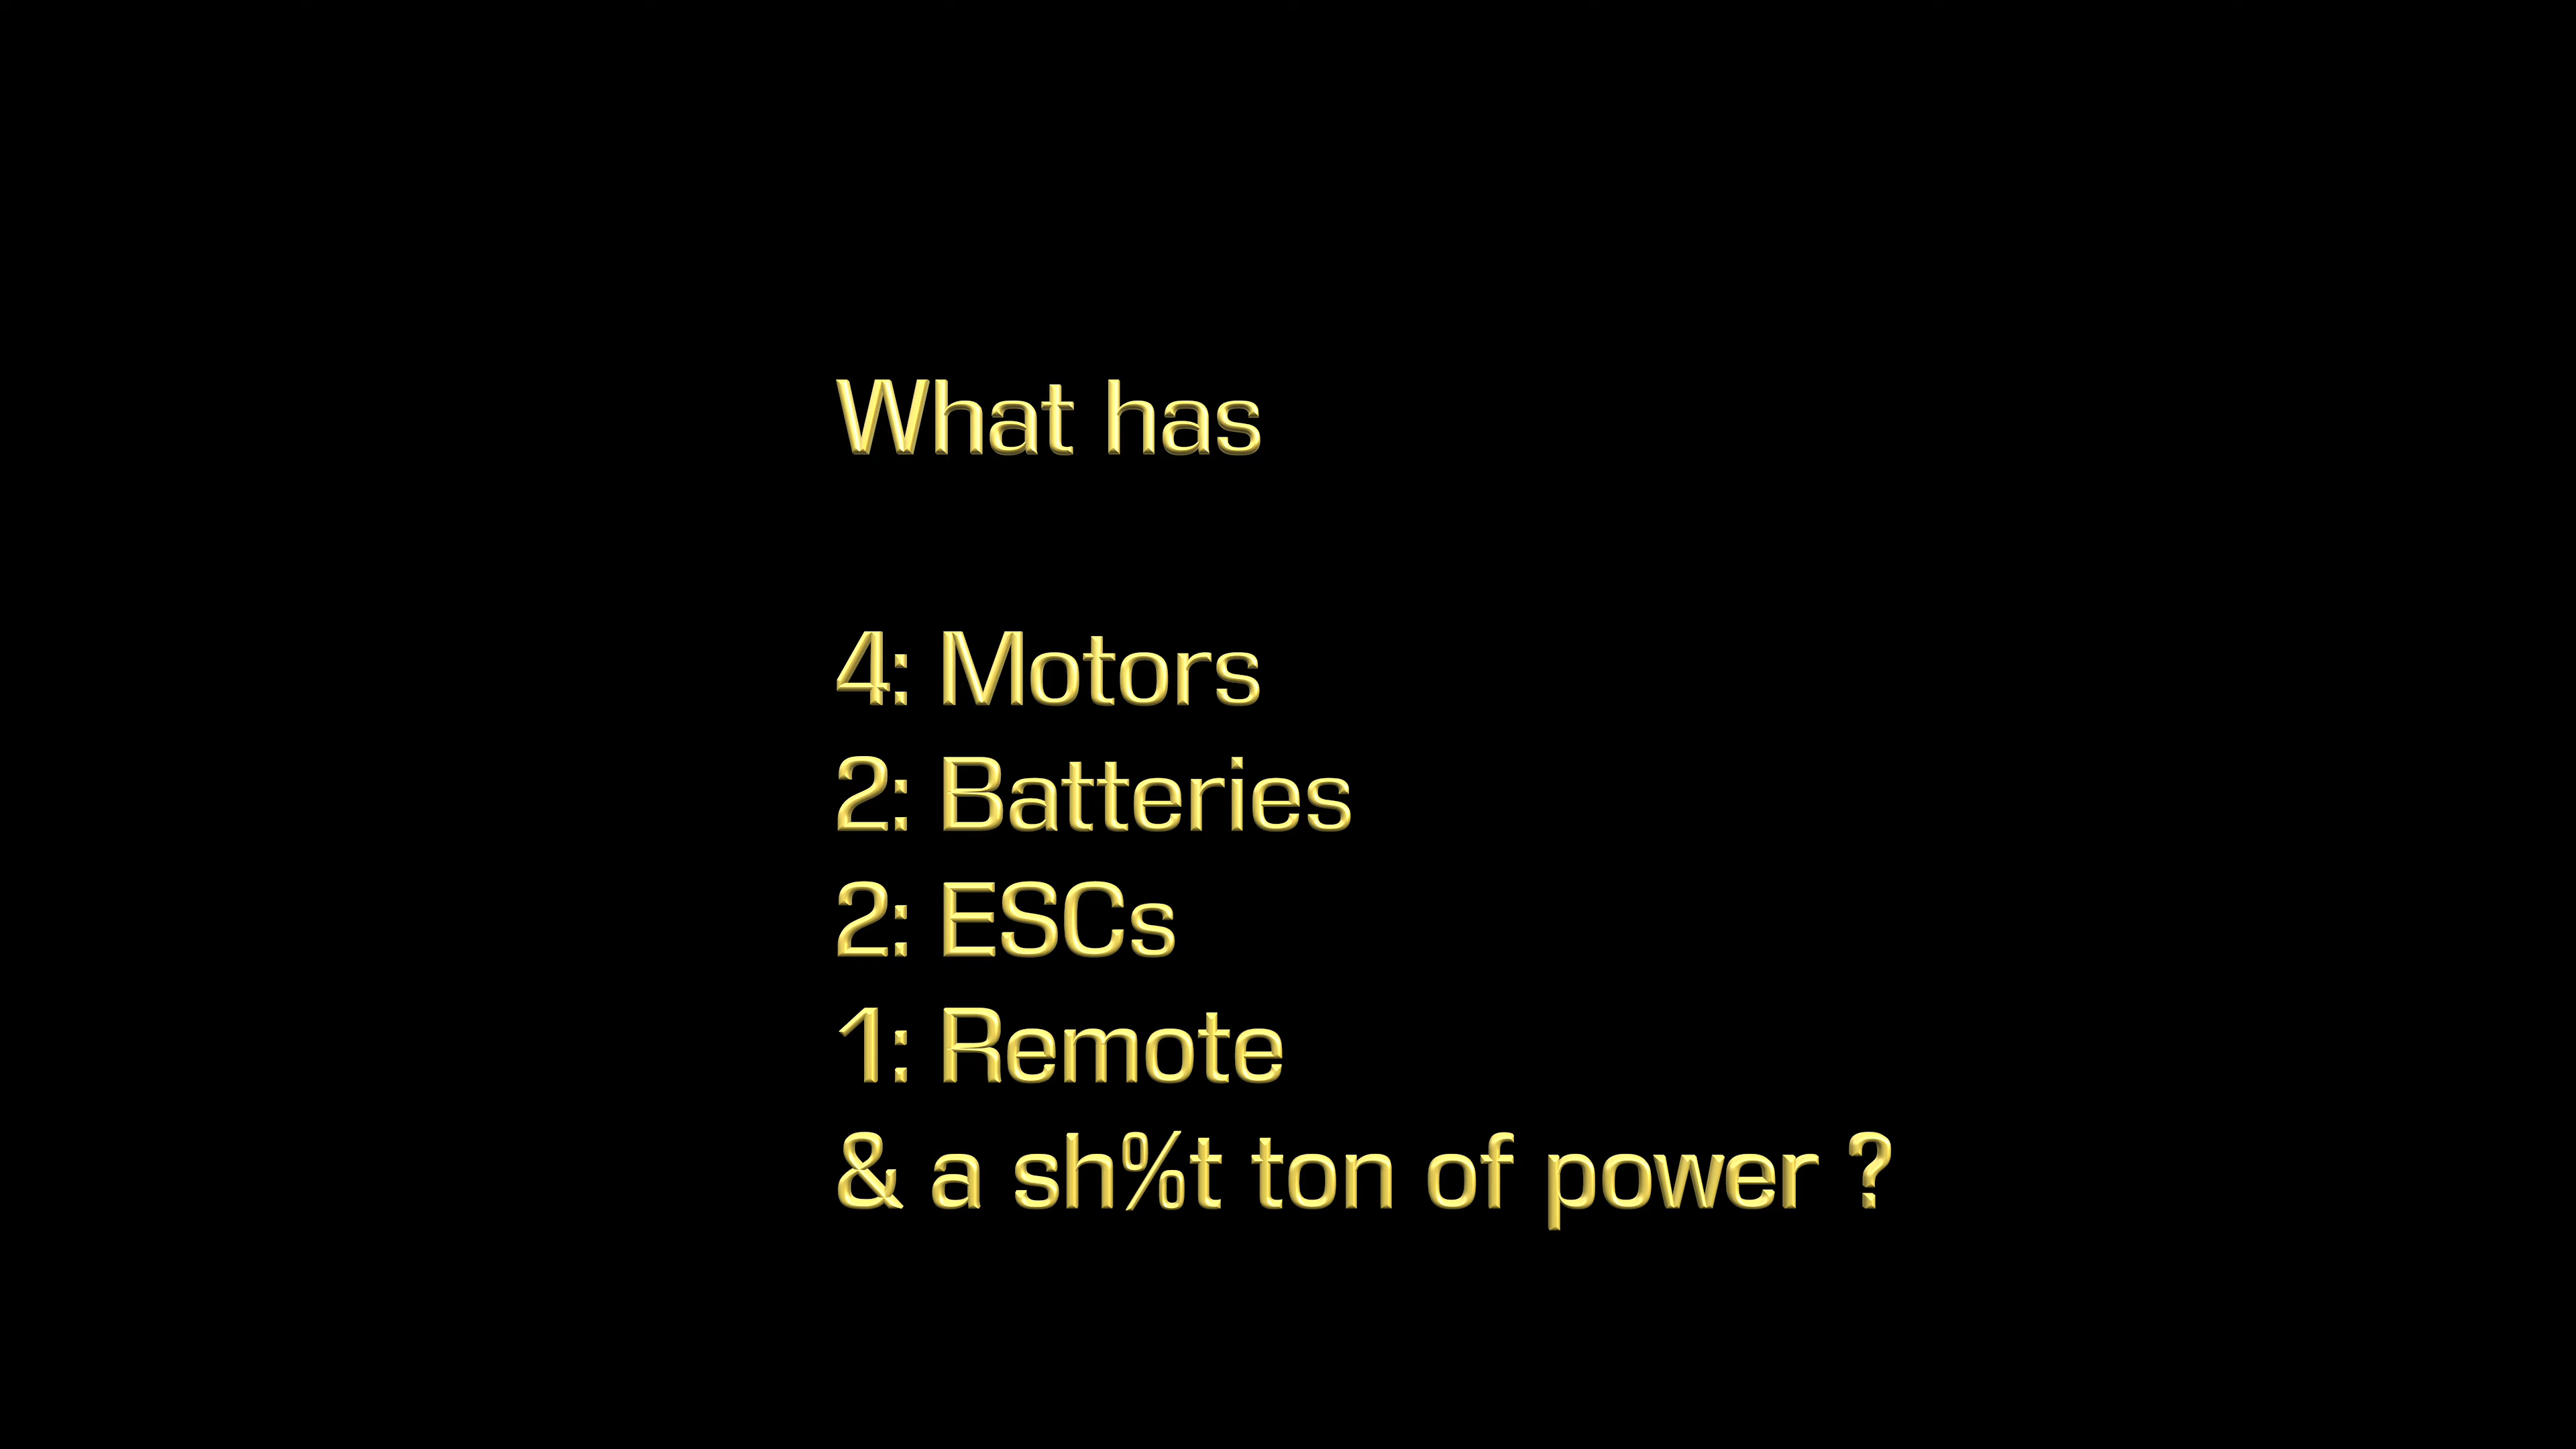 What has
4: Motors
2: Batteries
2: ESCs
1: Remote
& a sh%t ton of power ?